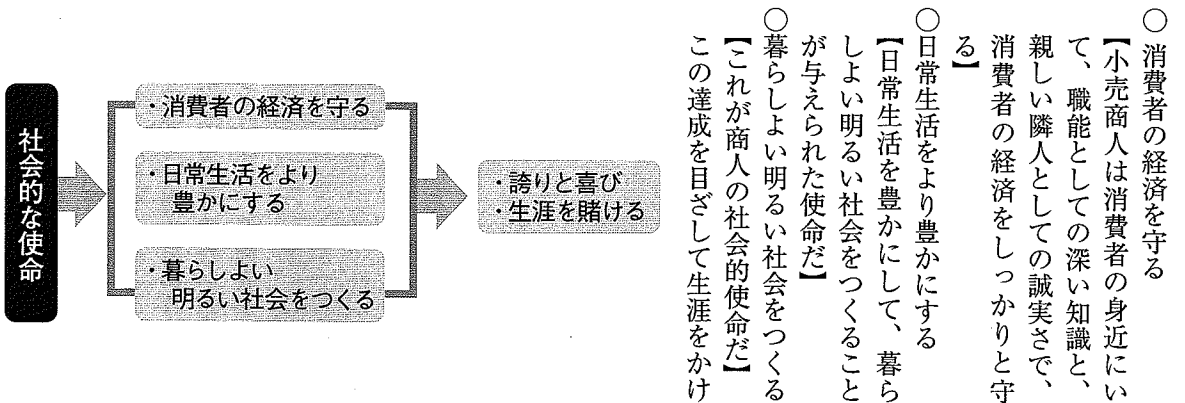 ○ 消費者の経済を守る
【小売商人は消費者の身近にい
て、職能としての深い知識と、
親しい隣人としての誠実さで、
消費者の経済をしっかりと守
る】
○日常生活をより豊かにする
【日常生活を豊かにして、暮ら
しよい明るい社会をつくること
が与えられた使命だ】
○暮らしよい明るい社会をつくる
【これが商人の社会的使命だ】
この達成を目ざして生涯をかけ
社会的な使命
・消費者の経済を守る
・日常生活をより
豊かにする
・暮らしよい
明るい社会をつくる
・誇りと喜び
・生涯を賭ける